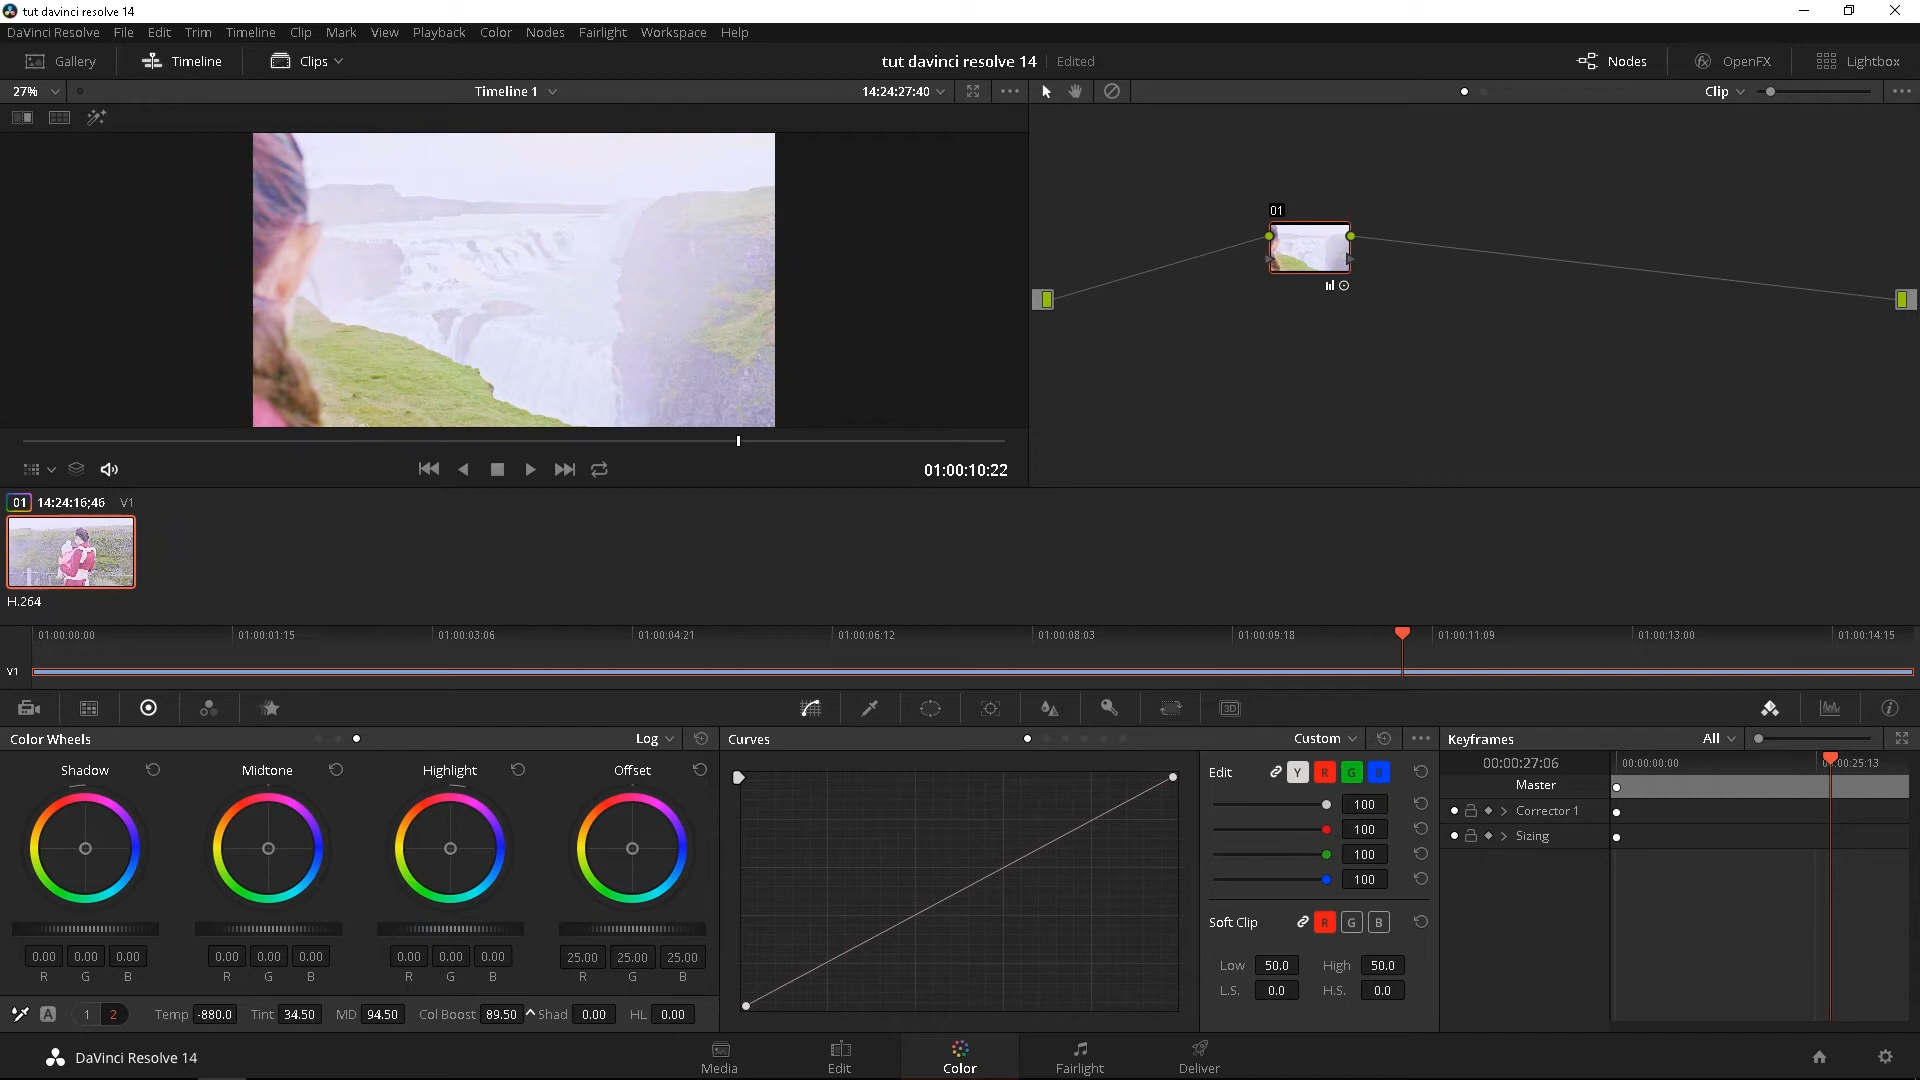 tut davinci resolve 14
DaVinci Resolve File Edit Trim Timeline Clip Mark View Playback Color Nodes Fairlight Workspace Help
Gallery Timeline Clips tut davinci resolve 14 Edited Nodes OpenFX Lightbox
27% Timeline 1 14:24:27:40 Clip
01
01:00:10:22
01 14:24:16;46 V1
H.264
01:00:00:00 01:00:01:15 01:00:03:06 01:00:04:21 01:00:06:12 01:00:08:03 01:00:09:18 01:00:11:09 01:00:13:00 01:00:14:15
V1
3D
Color Wheels Log Curves Custom Keyframes All
Shadow Midtone Highlight Offset
Edit Y R G B
00:00:27:06 00:00:00:00
Master
100
Corrector 1
100
Sizing
100
100
Soft Clip R G B
0.00 0.00 0.00 0.00 0.00 0.00 0.00 0.00 0.00 25.00 25.00 25.00
R G B R G B R G B R G B
Low 50.0 High 50.0
L.S. 0.0 H.S. 0.0
A 1 2 Temp -880.0 Tint 34.50 MD 94.50 Col Boost 89.50 Shad 0.00 HL 0.00
DaVinci Resolve 14 Media Edit Color Fairlight Deliver